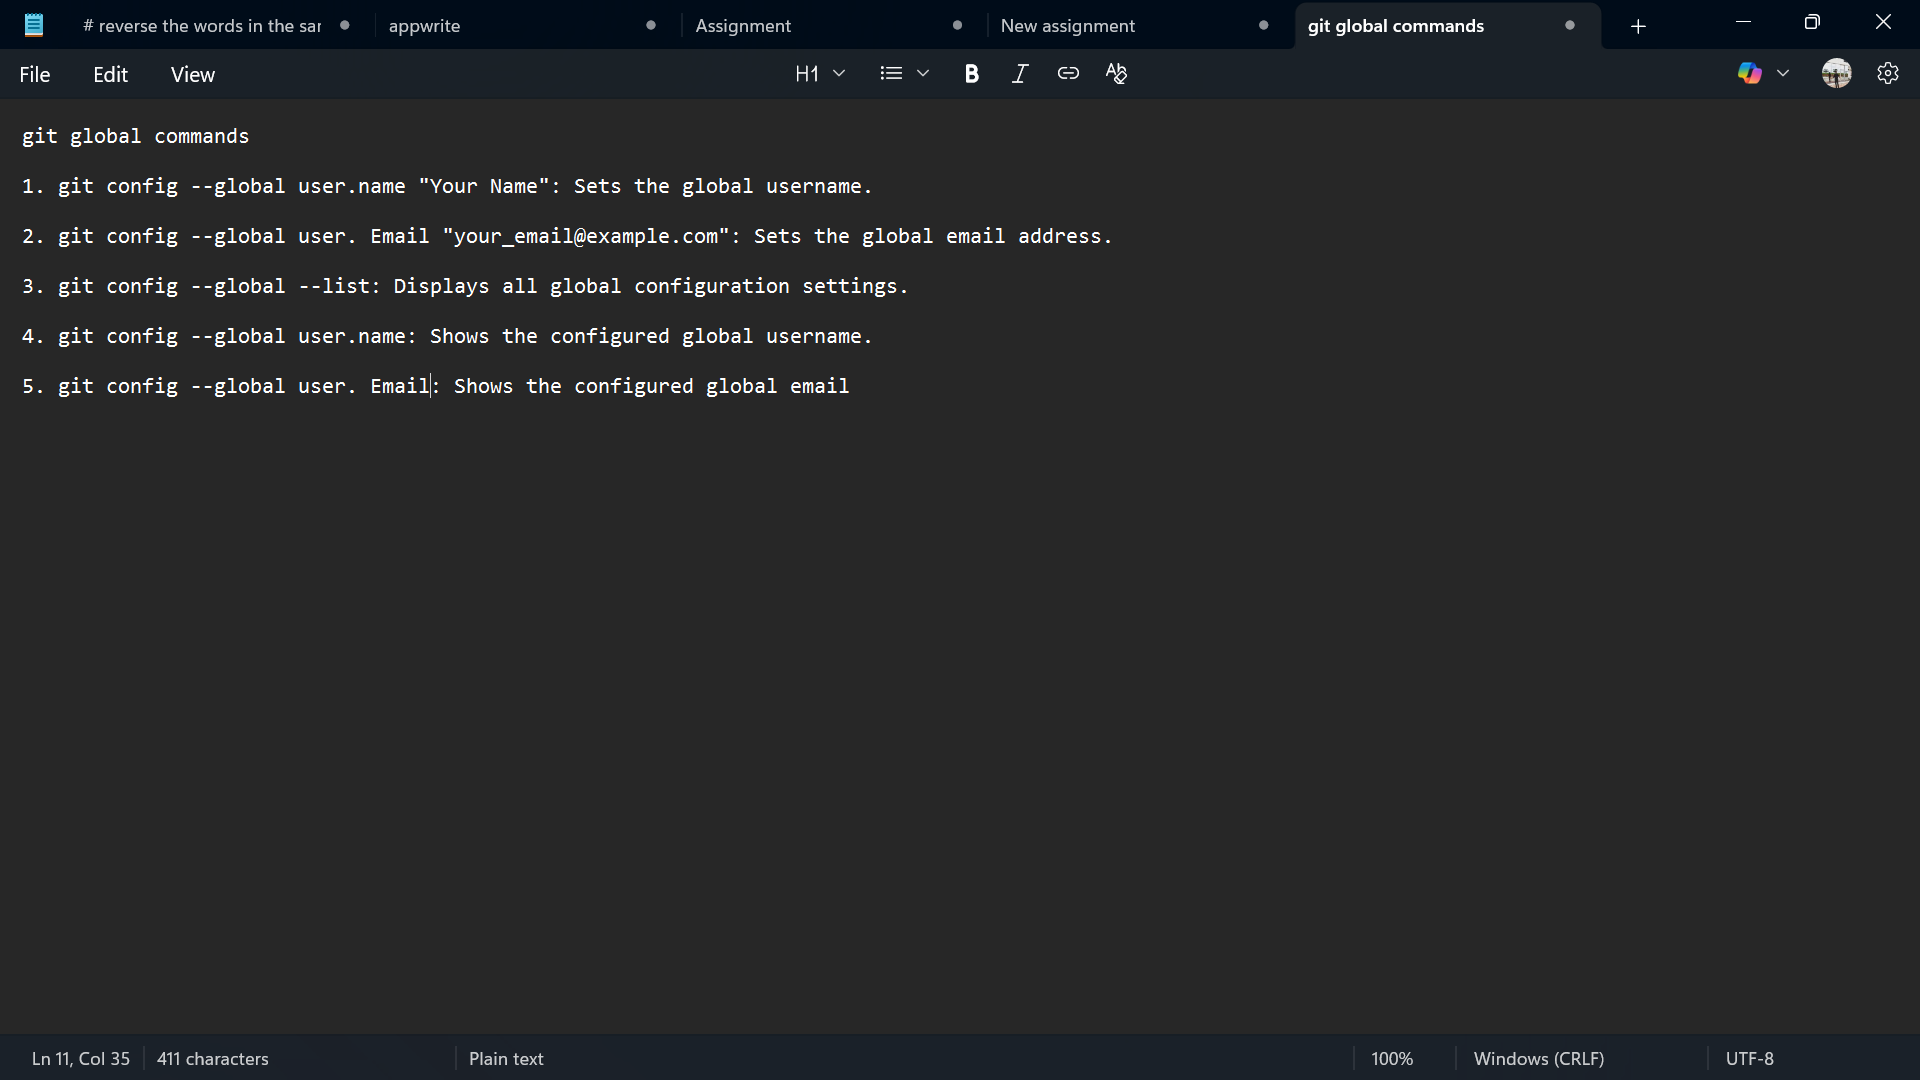 # reverse the words in the sar
appwrite
Assignment
New assignment
git global commands
File Edit View H1 B I
git global commands
1. git config --global user.name "Your Name": Sets the global username.
2. git config --global user. Email "your_email@example.com": Sets the global email address.
3. git config --global --list: Displays all global configuration settings.
4. git config --global user.name: Shows the configured global username.
5. git config --global user. Email: Shows the configured global email
Ln 11, Col 35 411 characters Plain text 100% Windows (CRLF) UTF-8